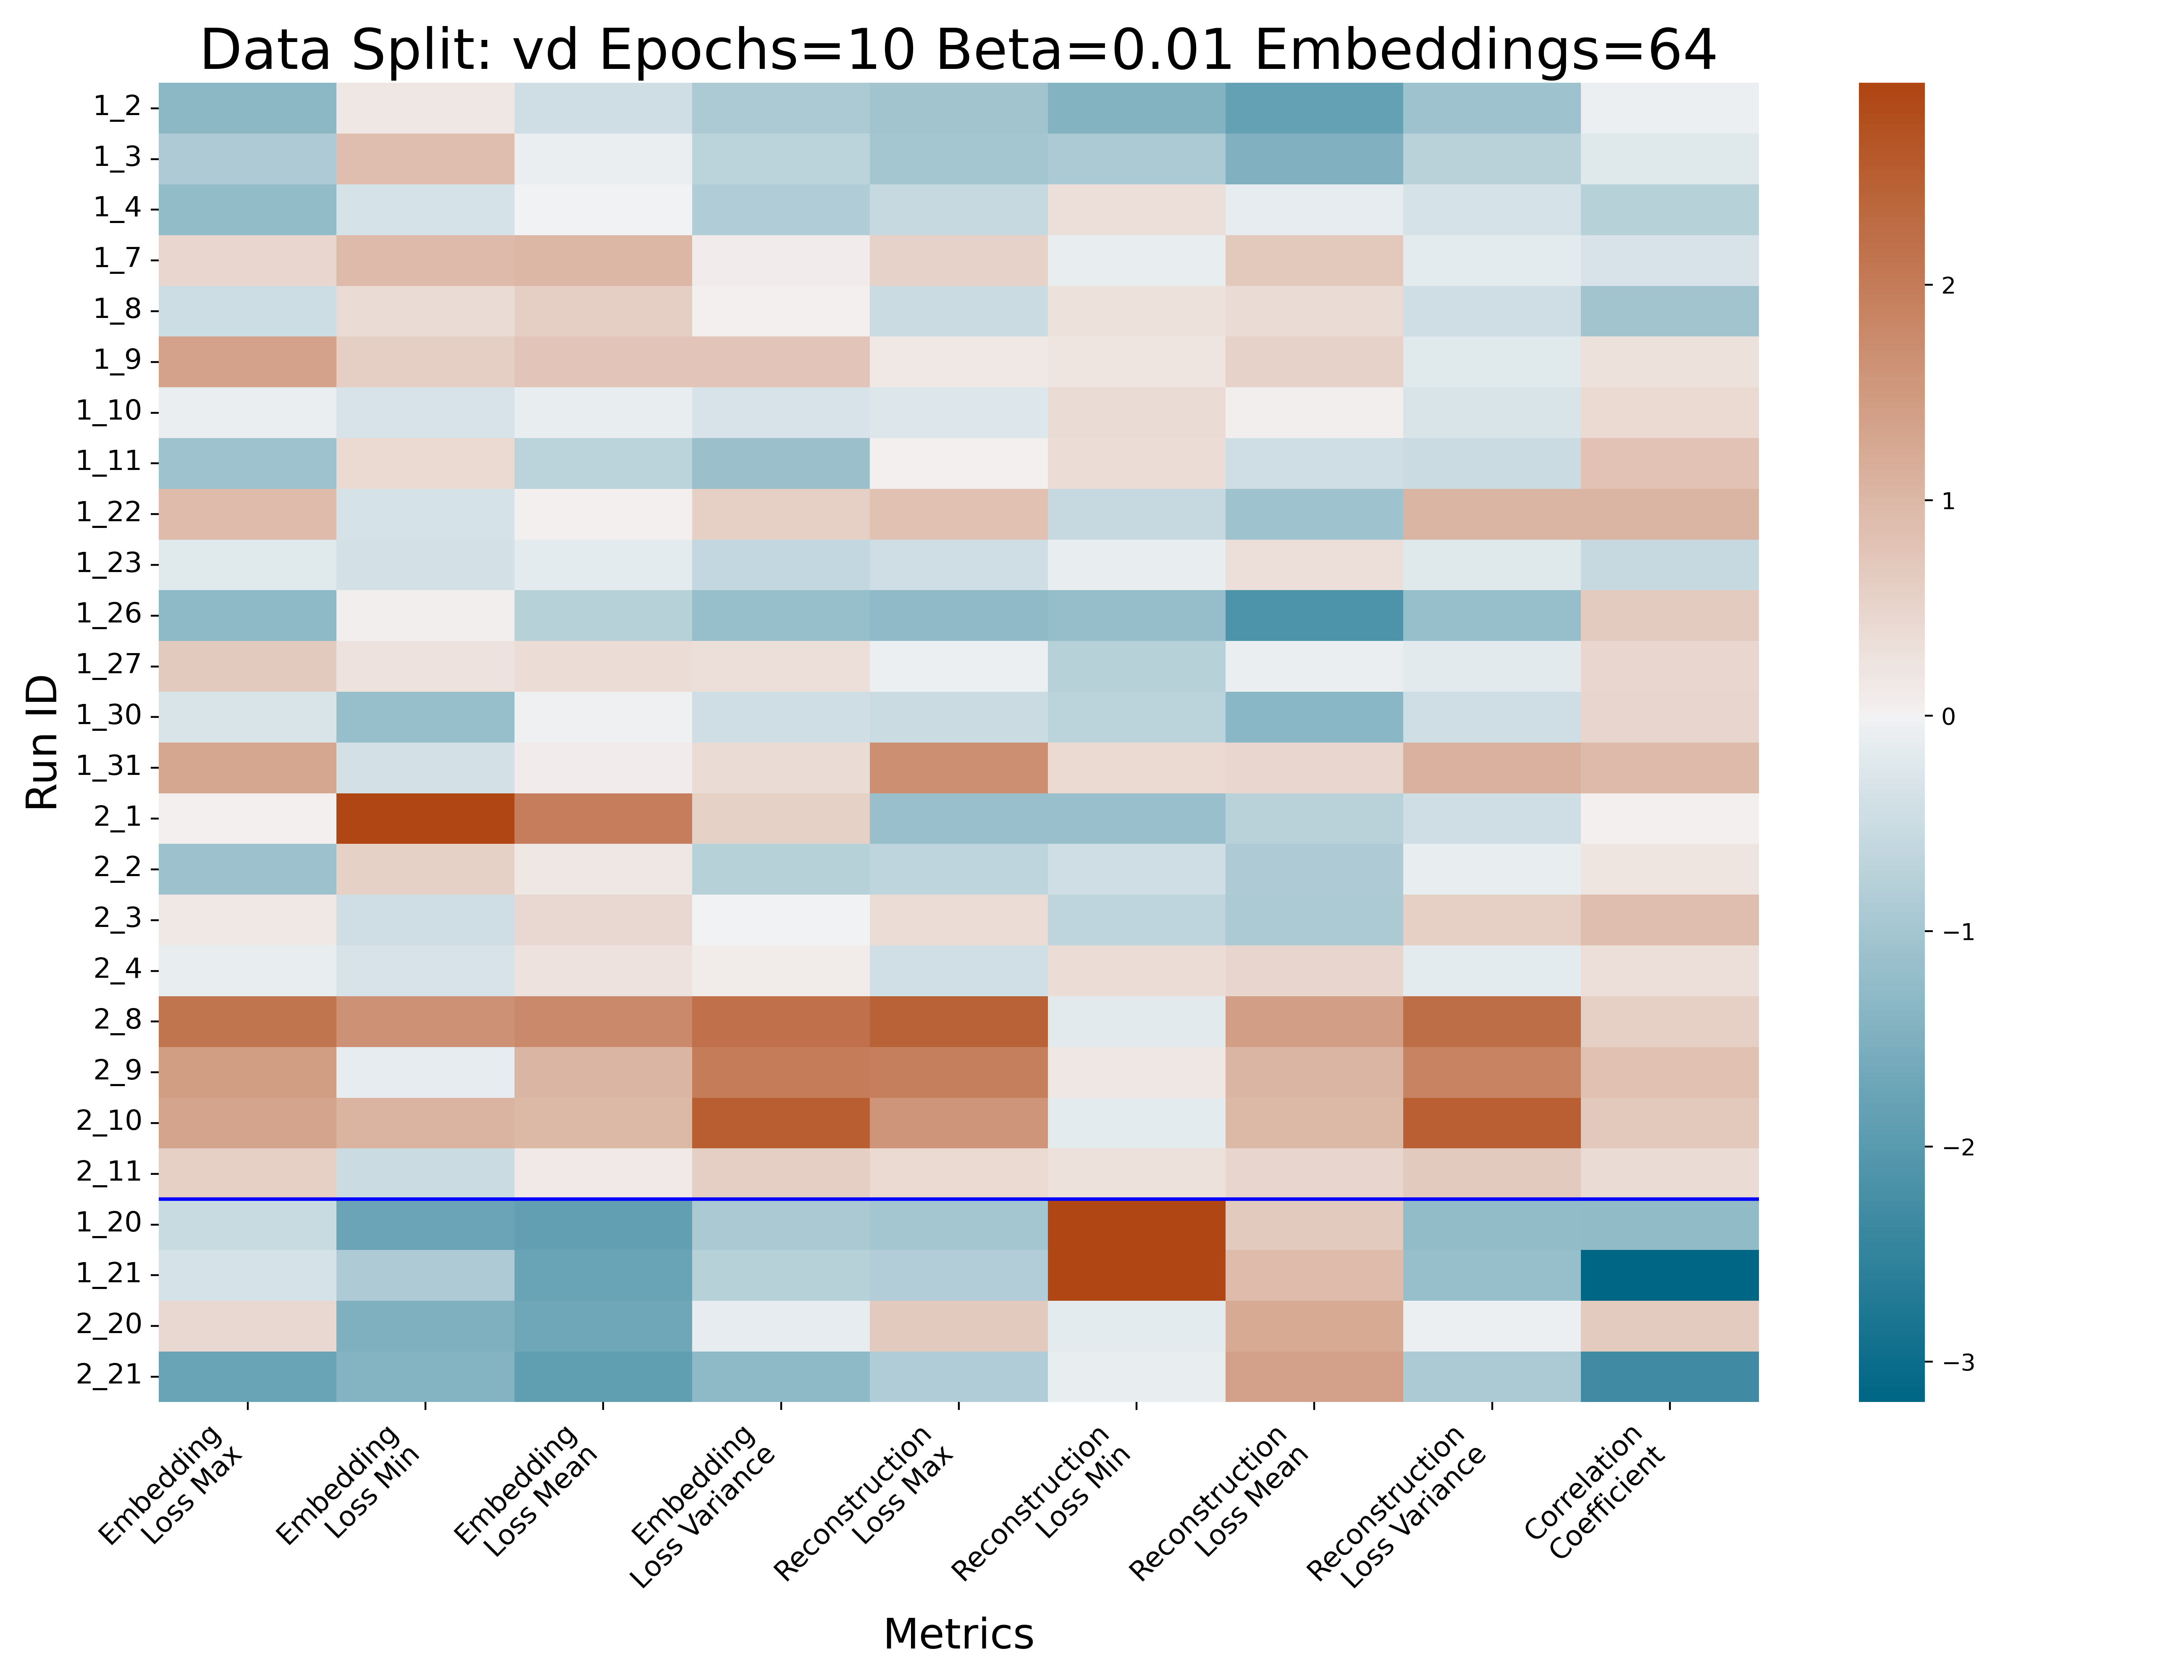 Data Split: vd Epochs=10 Beta=0.01 Embeddings=64
Run ID
1_2
1_3
1_4
1_7
1_8
1_9
1_10
1_11
1_22
1_23
1_26
1_27
1_30
1_31
2_1
2_2
2_3
2_4
2_8
2_9
2_10
2_11
1_20
1_21
2_20
2_21
Embedding
Loss Max
Embedding
Loss Min
Embedding
Loss Mean
Embedding
Loss Variance
Reconstruction
Loss Max
Reconstruction
Loss Min
Reconstruction
Loss Mean
Reconstruction
Loss Variance
Correlation
Coefficient
Metrics
2
1
0
−1
−2
−3